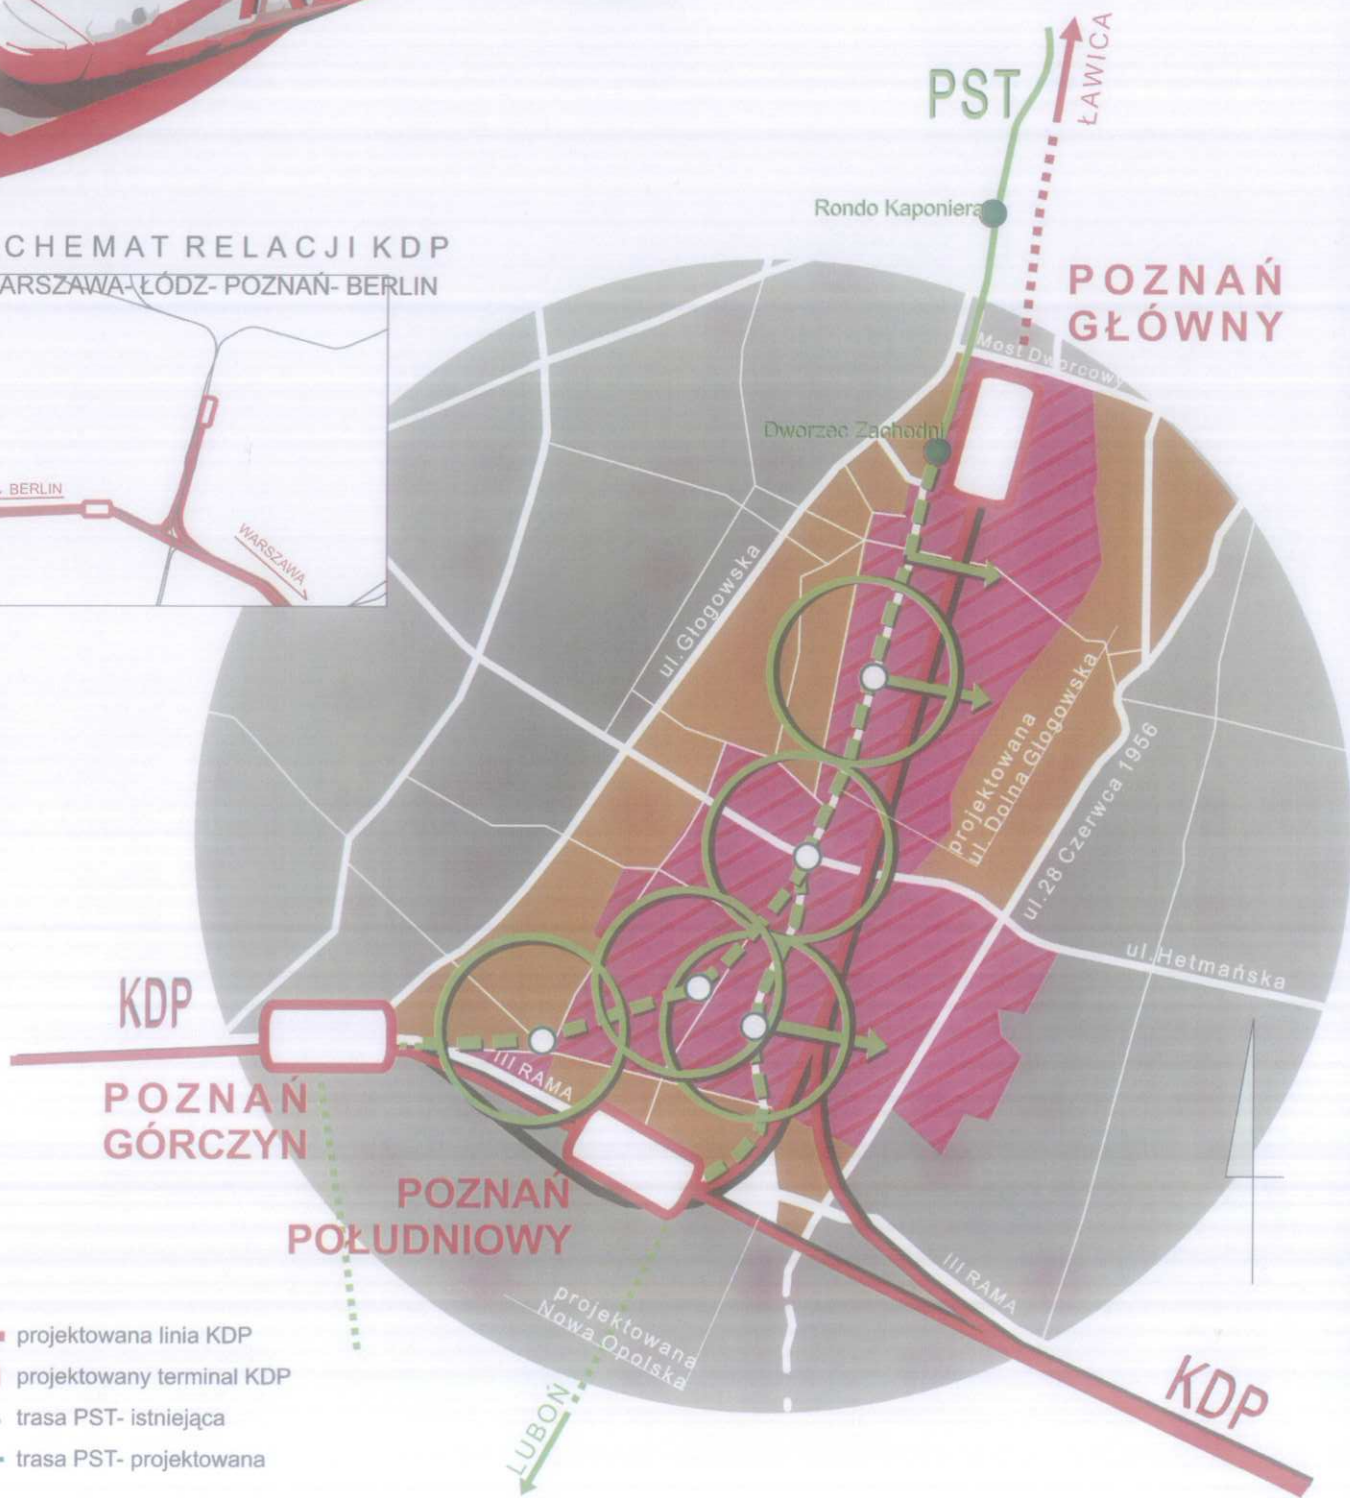 PST
ŁAWICA
Rondo Kaponiera
CHEMAT RELACJI KDP
ARSZAWA- ŁÓDZ- POZNAŃ- BERLIN
POZNAŃ
GŁÓWNY
Most Dworcowy
Dworzec Zachodni
BERLIN
WARSZAWA
ul.Głogowska
projektowana
ul. Dolna Głogowska
ul.28 Czerwca 1956
ul.Hetmańska
KDP
POZNAŃ
GÓRCZYN
III RAMA
POZNAŃ
POŁUDNIOWY
III RAMA
projektowana
Nowa Opolska
KDP
LUBOŃ
projektowana linia KDP
projektowany terminal KDP
trasa PST- istniejąca
trasa PST- projektowana